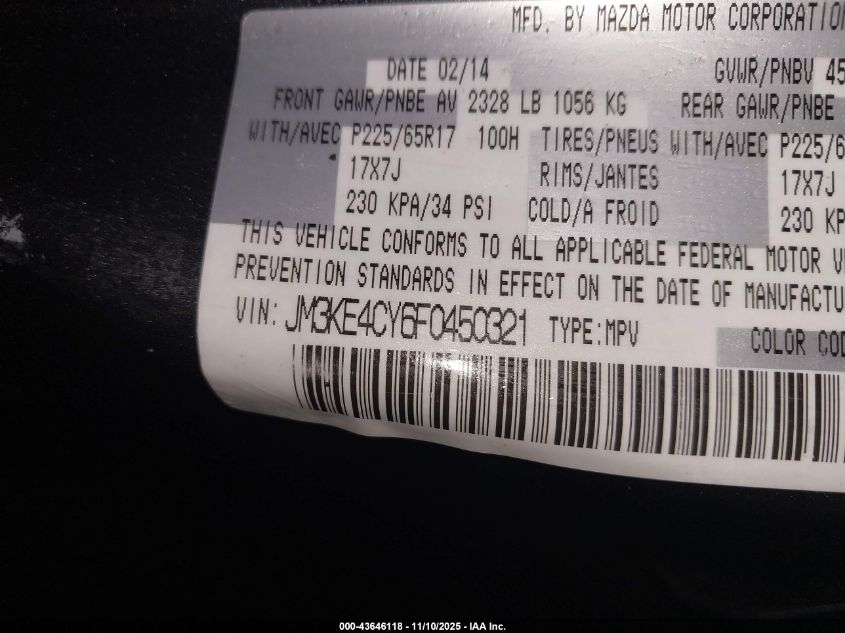 MFD. BY MAZDA MOTOR CORPORATION
DATE 02/14 GVWR/PNBV 45
FRONT GAWR/PNBE AV 2328 LB 1056 KG REAR GAWR/PNBE
WITH/AVEC P225/65R17 100H TIRES/PNEUS WITH/AVEC P225/6
17X7J RIMS/JANTES 17X7J
230 KPA/34 PSI COLD/A FROID 230 KP
THIS VEHICLE CONFORMS TO ALL APPLICABLE FEDERAL MOTOR V
PREVENTION STANDARDS IN EFFECT ON THE DATE OF MANUFACTU
VIN: JM3KE4CY6F0450321 TYPE:MPV COLOR COD
000-43646118 - 11/10/2025 - IAA Inc.